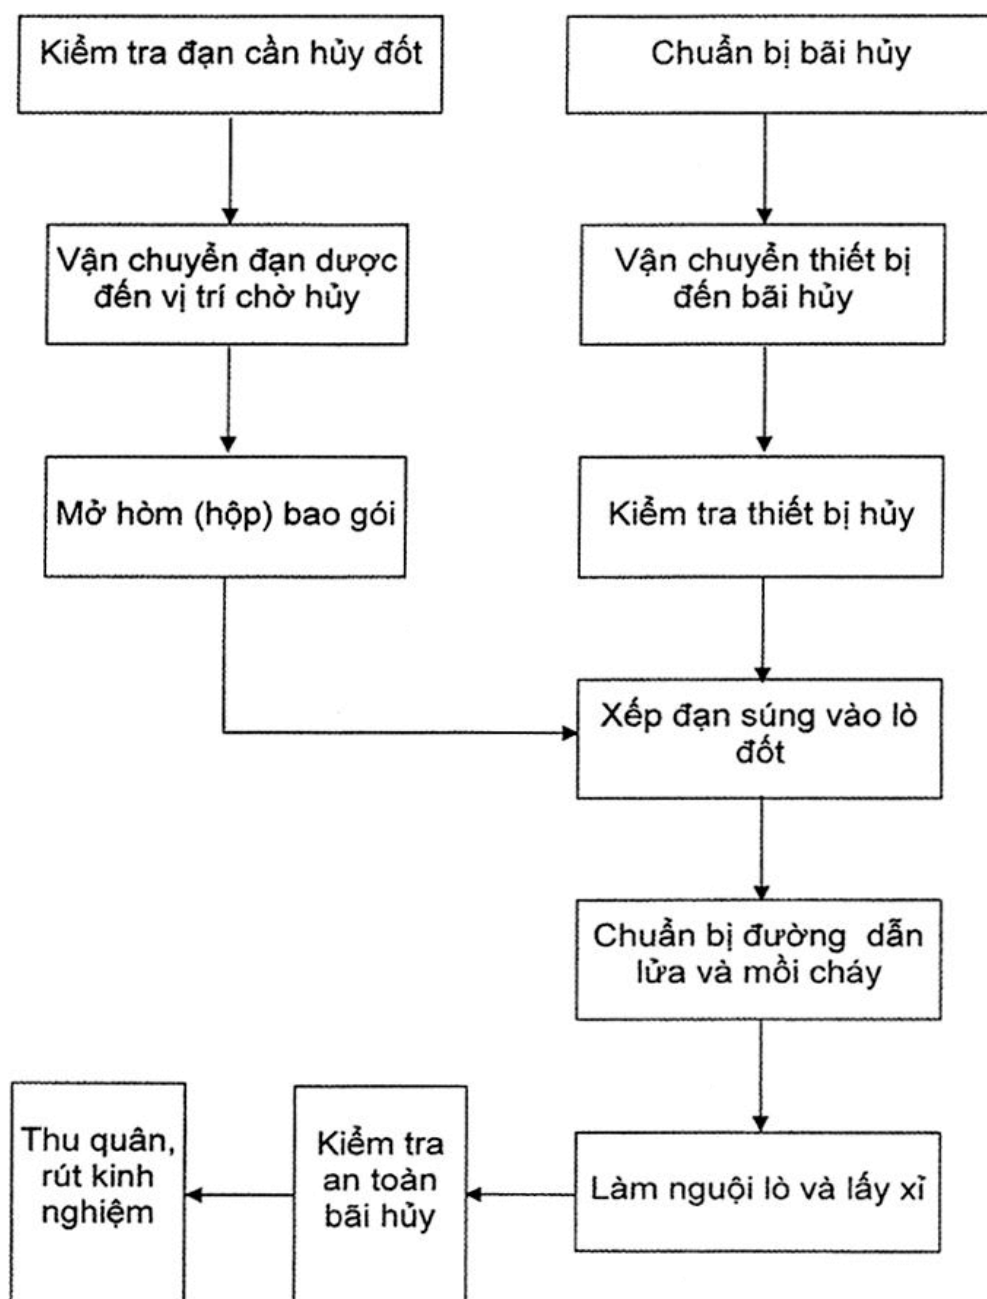 Kiểm tra đạn cần hủy đốt
Chuẩn bị bãi hủy
Vận chuyển đạn dược
đến vị trí chờ hủy
Vận chuyển thiết bị
đến bãi hủy
Mở hòm (hộp) bao gói
Kiểm tra thiết bị hủy
Xếp đạn súng vào lò
đốt
Chuẩn bị đường dẫn
lửa và mồi cháy
Làm nguội lò và lấy xỉ
Kiểm tra
an toàn
bãi hủy
Thu quân,
rút kinh
nghiệm